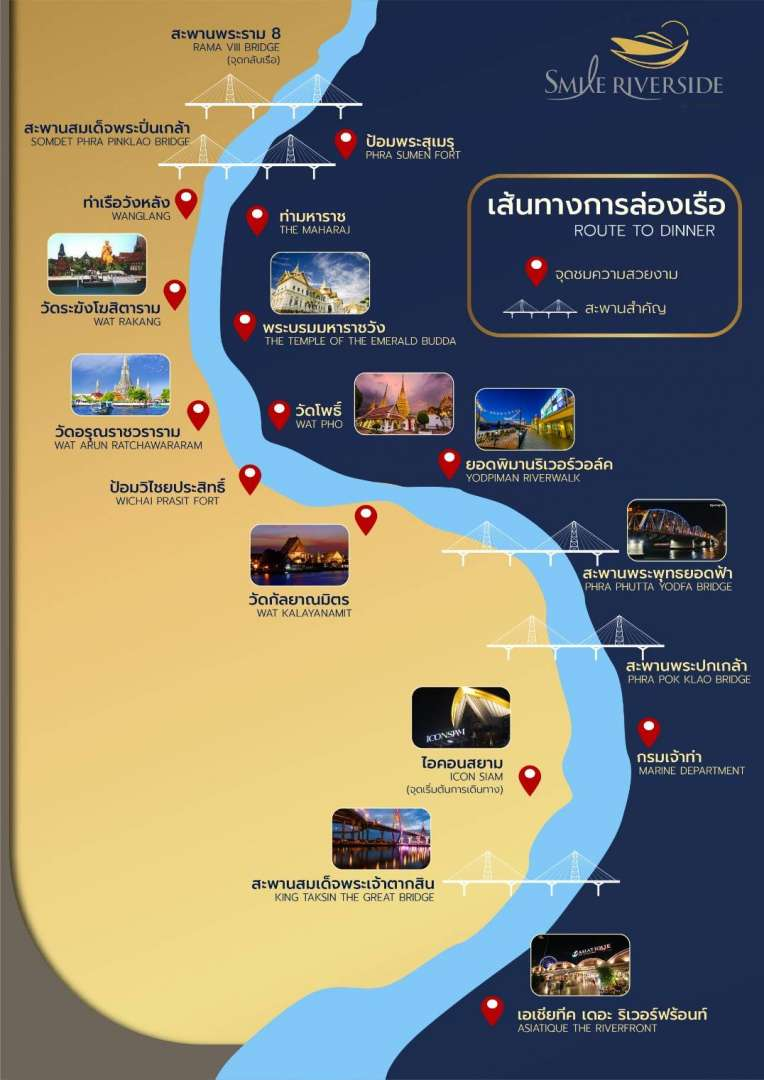 สะพานพระราม 8
RAMA VIII BRIDGE
(จุดกลับเรือ)
SMILE RIVERSIDE
สะพานสมเด็จพระปิ่นเกล้า
SOMDET PHRA PINKLAO BRIDGE
ป้อมพระสุเมรุ
PHRA SUMEN FORT
ท่าเรือวังหลัง
WANGLANG
ท่ามหาราช
THE MAHARAJ
เส้นทางการล่องเรือ
ROUTE TO DINNER
จุดชมความสวยงาม
สะพานสำคัญ
วัดระฆังโฆสิตาราม
WAT RAKANG
พระบรมมหาราชวัง
THE TEMPLE OF THE EMERALD BUDDA
วัดอรุณราชวราราม
WAT ARUN RATCHAWARARAM
วัดโพธิ์
WAT PHO
ยอดพิมานริเวอร์วอล์ค
YODPIMAN RIVERWALK
ป้อมวิไชยประสิทธิ์
WICHAI PRASIT FORT
วัดกัลยาณมิตร
WAT KALAYANAMIT
สะพานพระพุทธยอดฟ้า
PHRA PHUTTA YODFA BRIDGE
สะพานพระปกเกล้า
PHRA POK KLAO BRIDGE
ICONSIAM
ไอคอนสยาม
ICON SIAM
(จุดเริ่มต้นการเดินทาง)
กรมเจ้าท่า
MARINE DEPARTMENT
สะพานสมเด็จพระเจ้าตากสิน
KING TAKSIN THE GREAT BRIDGE
ASIATIQUE
เอเชียทีค เดอะ ริเวอร์ฟร้อนท์
ASIATIQUE THE RIVERFRONT